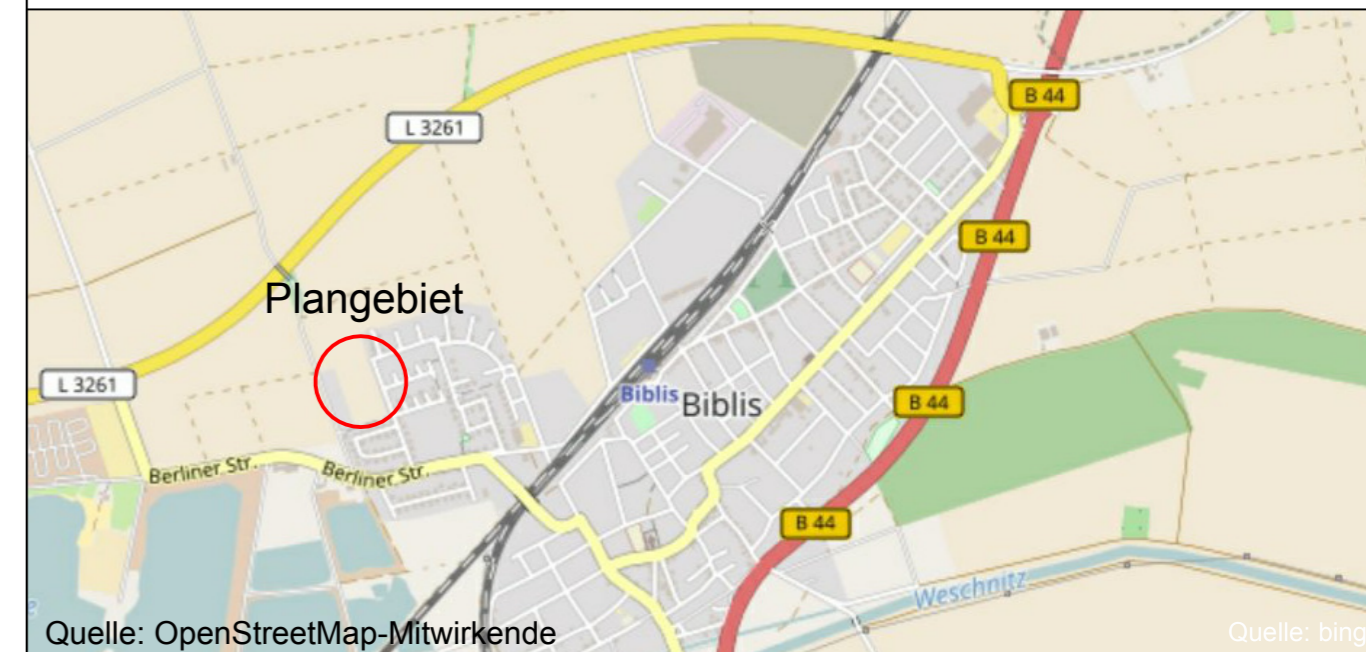 B 44
L 3261
B 44
Plangebiet
L 3261
Biblis
Biblis
B 44
Berliner Str.
Berliner Str.
B 44
Weschnitz
Quelle: OpenStreetMap-Mitwirkende
Quelle: bing